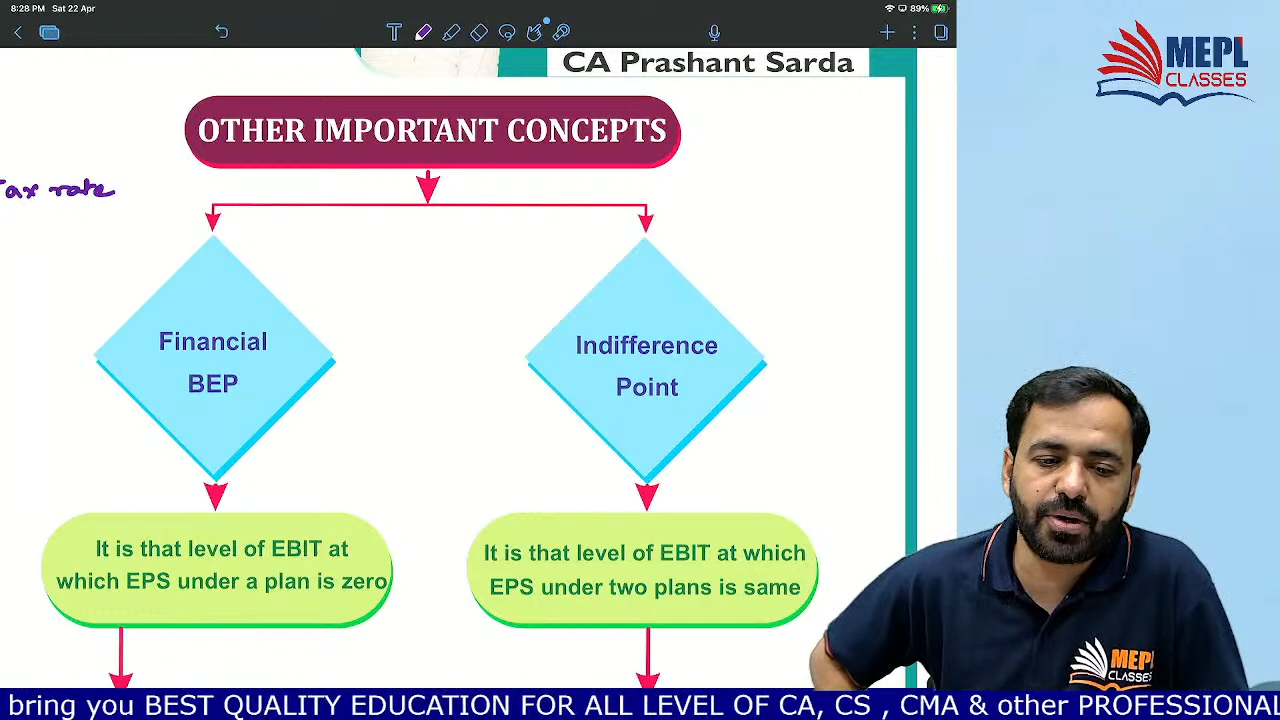 8:28 PM Sat 22 Apr
89%
T
CA Prashant Sarda
MEPL
CLASSES
OTHER IMPORTANT CONCEPTS
Tax rate
Financial
BEP
Indifference
Point
It is that level of EBIT at
which EPS under a plan is zero
It is that level of EBIT at which
EPS under two plans is same
MEPL
CLASSES
bring you BEST QUALITY EDUCATION FOR ALL LEVEL OF CA, CS , CMA & other PROFESSIONAL